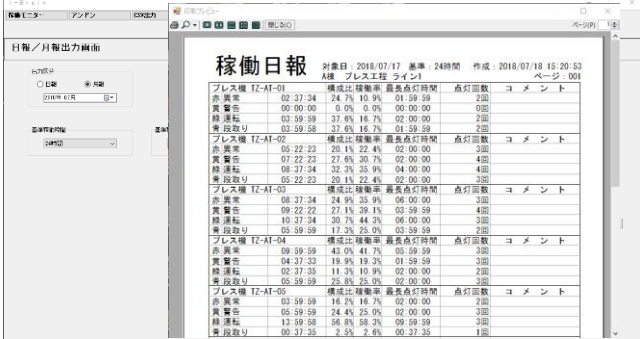 稼働モニター アンドン CSV出力
日報／月報出力画面
出力区分
日報 月報
2018年 07月
基準稼働時間
24時間
印刷プレビュー
閉じる(C)
ページ(P) 1
稼働日報
対象日：2018/07/17 基準：24時間 作成：2018/07/18 15:20:53
A棟 プレス工程 ライン1 ページ：001
プレス機 TZ-AT-01 構成比 稼働率 最長点灯時間 点灯回数 コ メ ン ト
赤 異常 02:37:34 24.7% 10.9% 01:59:59 2回
黄 警告 00:00:00 0.0% 0.0% 00:00:00 0回
緑 運転 03:59:59 37.6% 16.7% 02:00:00 2回
青 段取り 03:59:58 37.6% 16.7% 01:59:59 2回
プレス機 TZ-AT-02 構成比 稼働率 最長点灯時間 点灯回数 コ メ ン ト
赤 異常 05:22:23 20.1% 22.4% 02:00:00 3回
黄 警告 07:22:23 27.6% 30.7% 02:00:00 4回
緑 運転 08:37:34 32.3% 35.9% 04:00:00 4回
青 段取り 05:22:23 20.1% 22.4% 02:00:00 3回
プレス機 TZ-AT-03 構成比 稼働率 最長点灯時間 点灯回数 コ メ ン ト
赤 異常 08:37:34 24.9% 35.9% 06:00:00 3回
黄 警告 09:22:22 27.1% 39.1% 03:59:59 4回
緑 運転 10:37:34 30.7% 44.3% 06:00:00 3回
青 段取り 05:59:59 17.3% 25.0% 03:59:59 2回
プレス機 TZ-AT-04 構成比 稼働率 最長点灯時間 点灯回数 コ メ ン ト
赤 異常 09:59:59 43.0% 41.7% 05:59:59 3回
黄 警告 04:37:33 19.9% 19.3% 01:59:59 3回
緑 運転 02:37:35 11.3% 10.9% 02:00:00 2回
青 段取り 05:59:59 25.8% 25.0% 02:00:00 3回
プレス機 TZ-AT-05 構成比 稼働率 最長点灯時間 点灯回数 コ メ ン ト
赤 異常 03:59:59 16.2% 16.7% 02:00:00 2回
黄 警告 05:59:59 24.4% 25.0% 02:00:00 3回
緑 運転 13:59:58 56.8% 58.3% 09:59:59 3回
青 段取り 00:37:35 2.5% 2.6% 00:37:35 1回